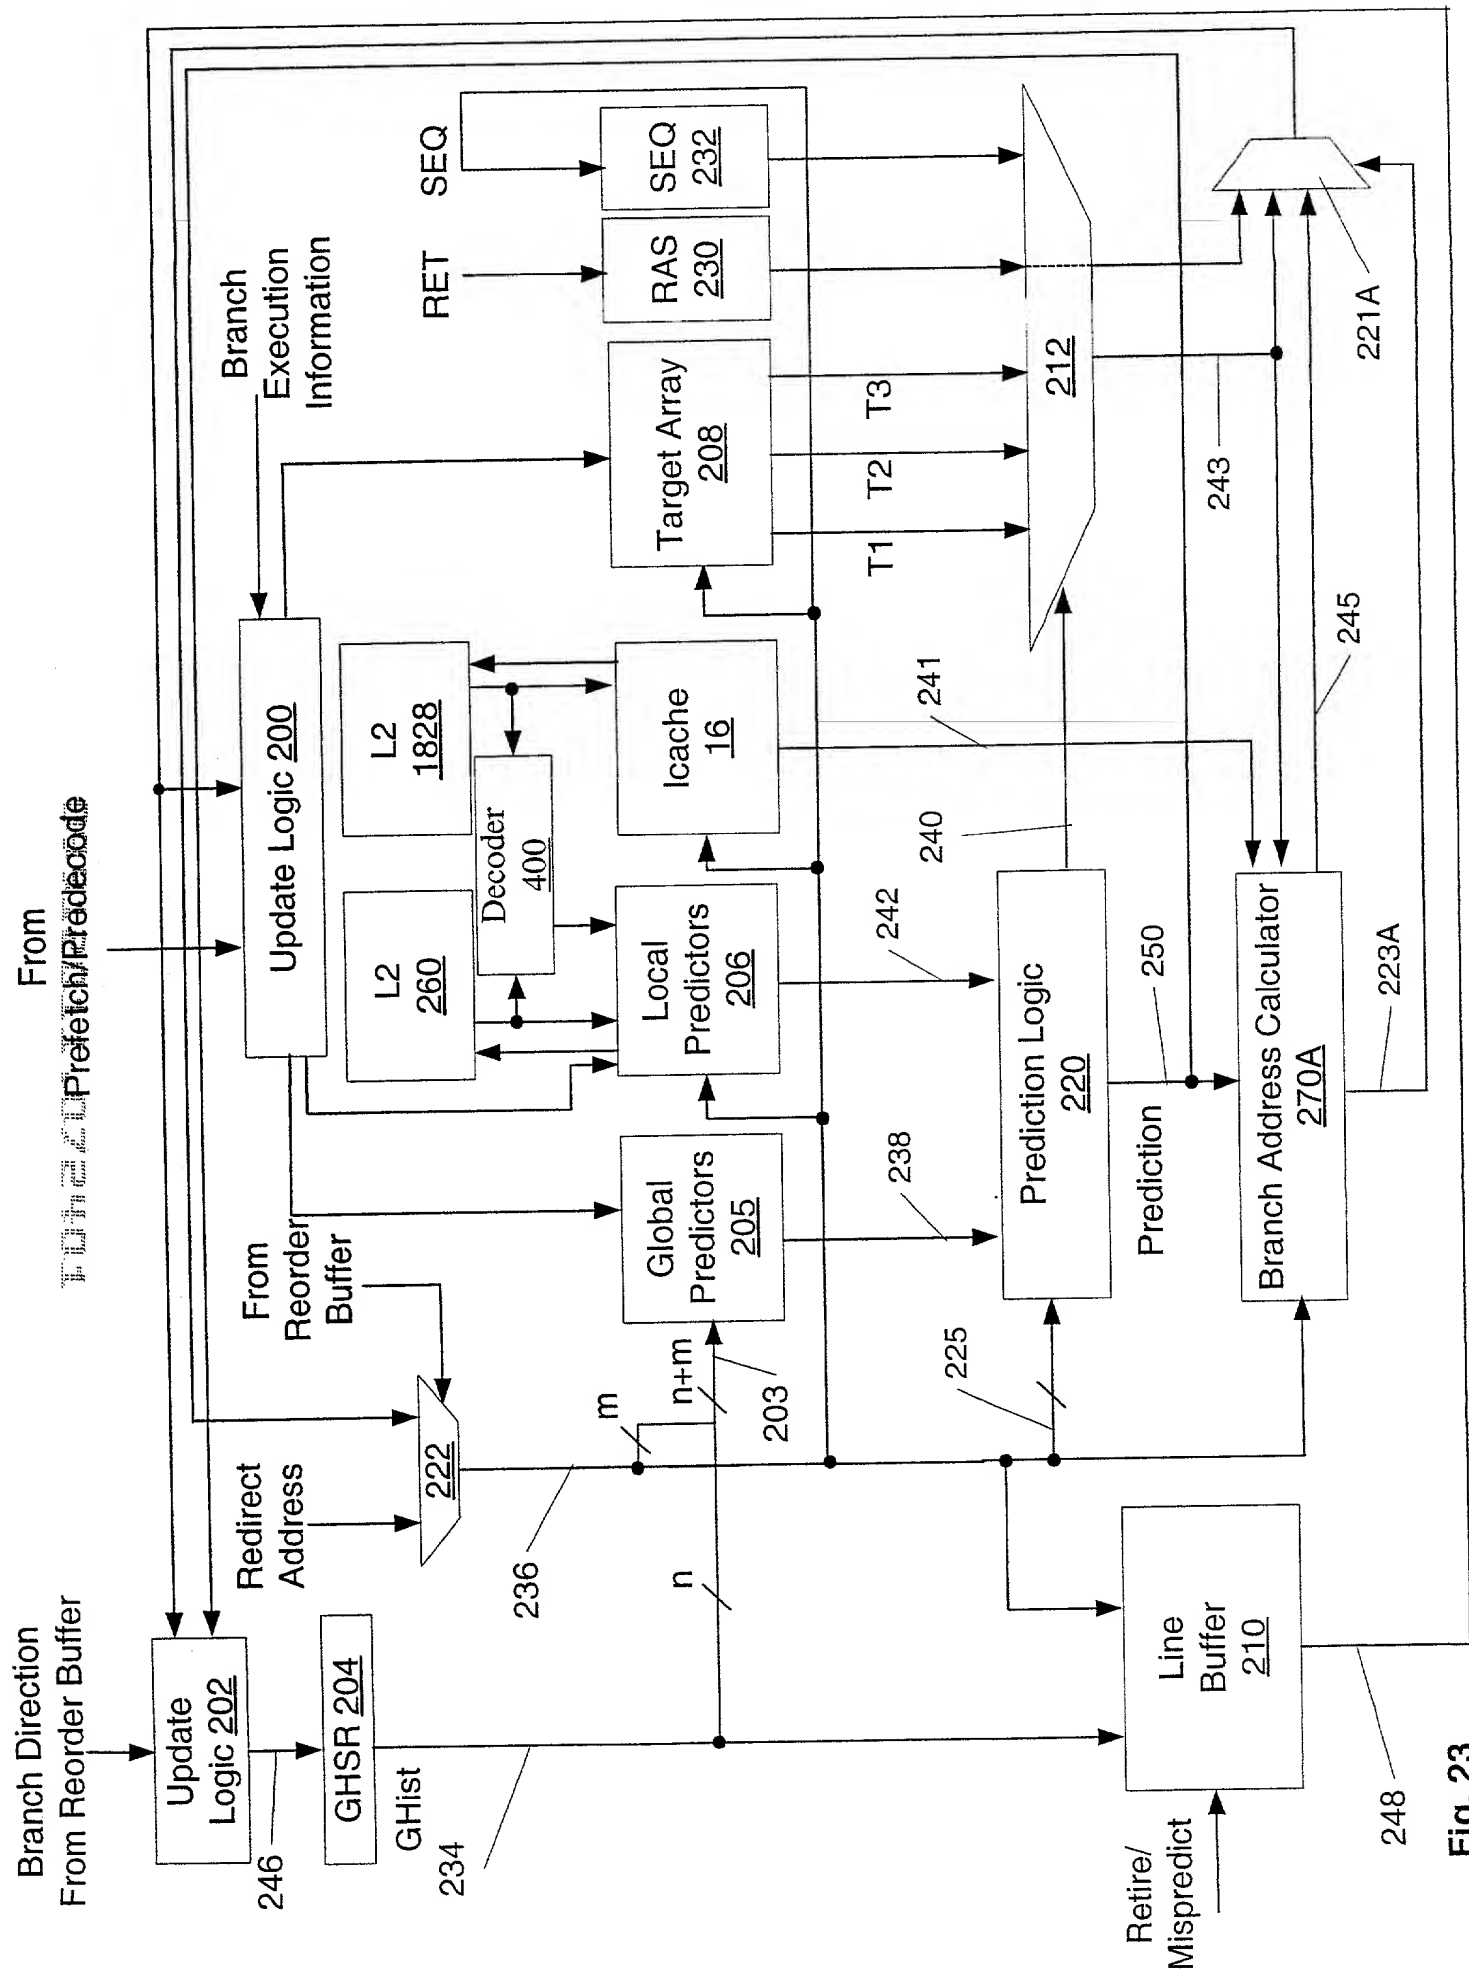 From
Prefetch/Predecode
Branch Direction
From Reorder Buffer
Update
Logic 202
246
GHSR 204
GHist
234
Redirect
Address
222
236
From
Reorder
Buffer
Update Logic 200
Branch
Execution
Information
L2
260
L2
1828
Decoder
400
RET
SEQ
m
n
n+m
203
Global
Predictors
205
Local
Predictors
206
Icache
16
Target Array
208
RAS
230
SEQ
232
238
242
241
T1
T2
T3
225
Prediction Logic
220
240
212
Prediction
250
243
Retire/
Mispredict
Line
Buffer
210
Branch Address Calculator
270A
245
221A
248
223A
Fig. 23